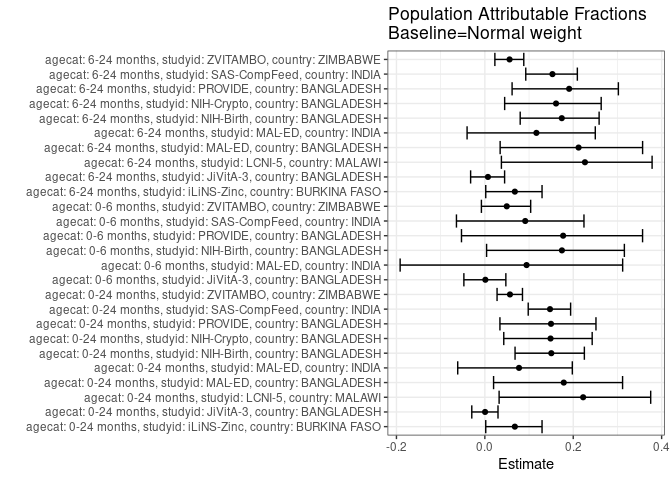 Population Attributable Fractions
Baseline=Normal weight
agecat: 6-24 months, studyid: ZVITAMBO, country: ZIMBABWE
agecat: 6-24 months, studyid: SAS-CompFeed, country: INDIA
agecat: 6-24 months, studyid: PROVIDE, country: BANGLADESH
agecat: 6-24 months, studyid: NIH-Crypto, country: BANGLADESH
agecat: 6-24 months, studyid: NIH-Birth, country: BANGLADESH
agecat: 6-24 months, studyid: MAL-ED, country: INDIA
agecat: 6-24 months, studyid: MAL-ED, country: BANGLADESH
agecat: 6-24 months, studyid: LCNI-5, country: MALAWI
agecat: 6-24 months, studyid: JiVitA-3, country: BANGLADESH
agecat: 6-24 months, studyid: iLiNS-Zinc, country: BURKINA FASO
agecat: 0-6 months, studyid: ZVITAMBO, country: ZIMBABWE
agecat: 0-6 months, studyid: SAS-CompFeed, country: INDIA
agecat: 0-6 months, studyid: PROVIDE, country: BANGLADESH
agecat: 0-6 months, studyid: NIH-Birth, country: BANGLADESH
agecat: 0-6 months, studyid: MAL-ED, country: INDIA
agecat: 0-6 months, studyid: JiVitA-3, country: BANGLADESH
agecat: 0-24 months, studyid: ZVITAMBO, country: ZIMBABWE
agecat: 0-24 months, studyid: SAS-CompFeed, country: INDIA
agecat: 0-24 months, studyid: PROVIDE, country: BANGLADESH
agecat: 0-24 months, studyid: NIH-Crypto, country: BANGLADESH
agecat: 0-24 months, studyid: NIH-Birth, country: BANGLADESH
agecat: 0-24 months, studyid: MAL-ED, country: INDIA
agecat: 0-24 months, studyid: MAL-ED, country: BANGLADESH
agecat: 0-24 months, studyid: LCNI-5, country: MALAWI
agecat: 0-24 months, studyid: JiVitA-3, country: BANGLADESH
agecat: 0-24 months, studyid: iLiNS-Zinc, country: BURKINA FASO
-0.2 0.0 0.2 0.4
Estimate